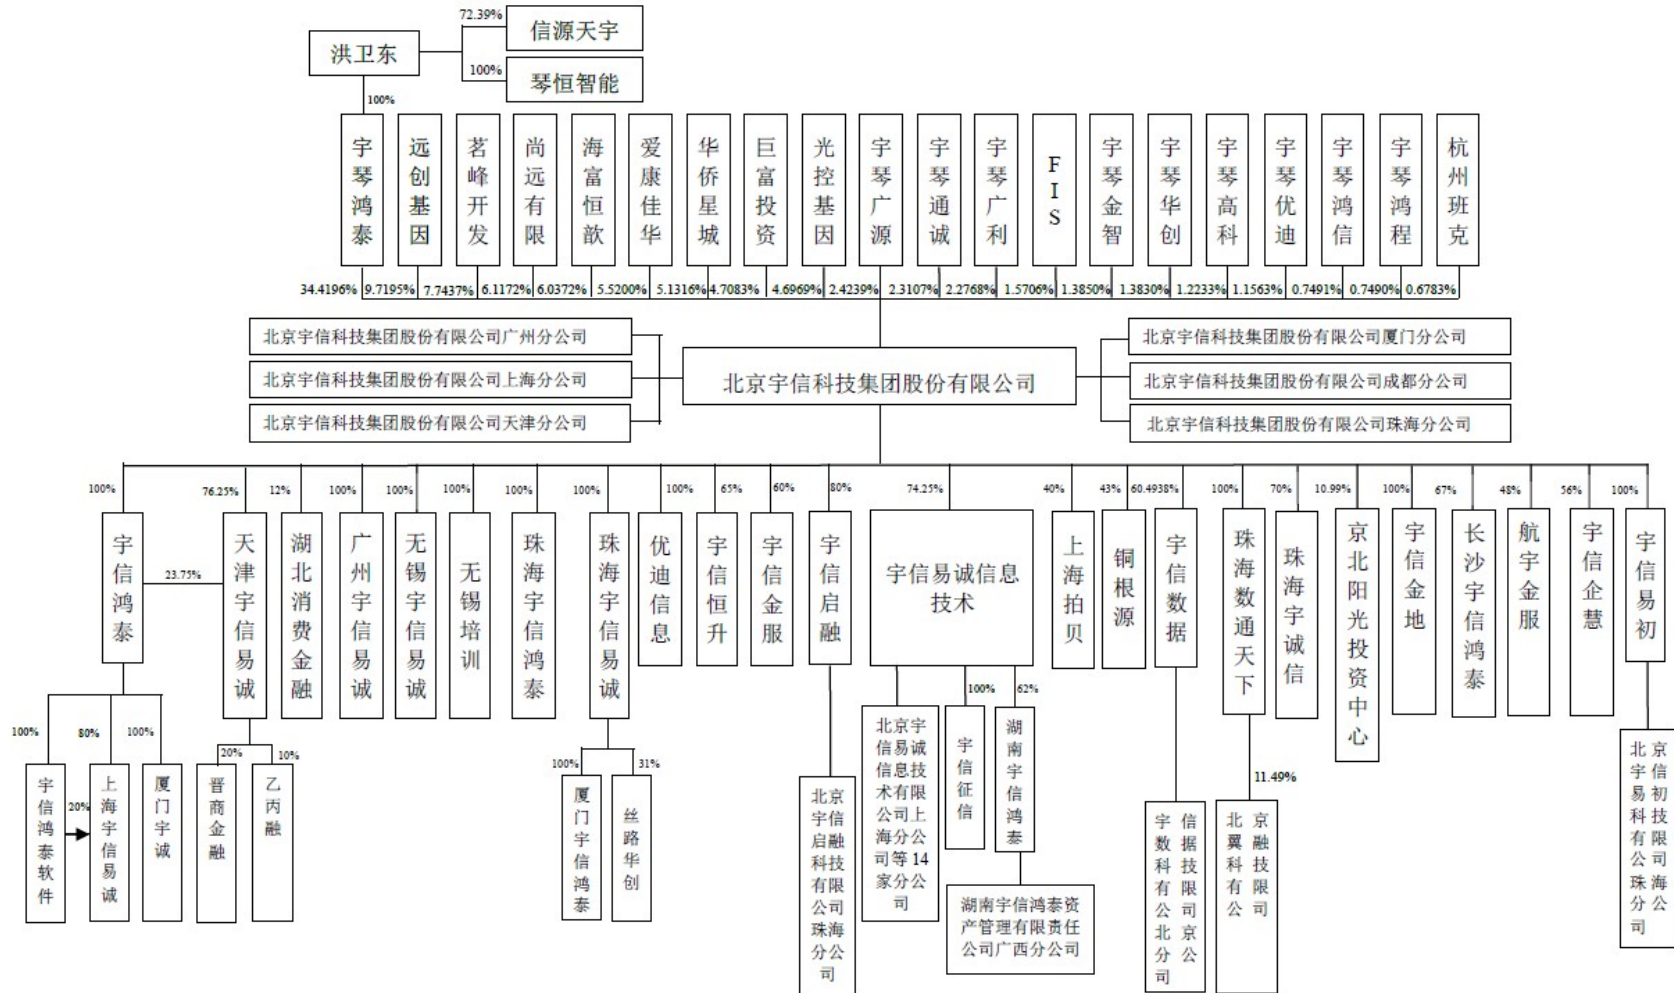 72.39%
信源天宇
洪卫东
100%
琴恒智能
100%
宇琴鸿泰
远创基因
茗峰开发
尚远有限
海富恒歆
爱康佳华
华侨星城
巨富投资
光控基因
宇琴广源
宇琴通诚
宇琴广利
FIS
宇琴金智
宇琴华创
宇琴高科
宇琴优迪
宇琴鸿信
宇琴鸿程
杭州班克
34.4196% 9.7195% 7.7437% 6.1172% 6.0372% 5.5200% 5.1316% 4.7083% 4.6969% 2.4239% 2.3107% 2.2768% 1.5706% 1.3850% 1.3830% 1.2233% 1.1563% 0.7491% 0.7490% 0.6783%
北京宇信科技集团股份有限公司广州分公司
北京宇信科技集团股份有限公司上海分公司
北京宇信科技集团股份有限公司天津分公司
北京宇信科技集团股份有限公司
北京宇信科技集团股份有限公司厦门分公司
北京宇信科技集团股份有限公司成都分公司
北京宇信科技集团股份有限公司珠海分公司
100% 76.25% 12% 100% 100% 100% 100% 100% 100% 65% 60% 80% 74.25% 40% 43% 60.4938% 100% 70% 10.99% 100% 67% 48% 56% 100%
宇信鸿泰
23.75%
天津宇信易诚
湖北消费金融
广州宇信易诚
无锡宇信易诚
无锡培训
珠海宇信鸿泰
珠海宇信易诚
优迪信息
宇信恒升
宇信金服
宇信启融
宇信易诚信息
技术
上海拍贝
铜根源
宇信数据
珠海数通天下
珠海宇诚信
京北阳光投资中心
宇信金地
长沙宇信鸿泰
航宇金服
宇信企慧
宇信易初
100%
80%
100%
20%
10%
100%
31%
100%
62%
11.49%
宇信鸿泰软件
20%
上海宇信易诚
厦门宇诚
晋商金融
乙丙融
厦门宇信鸿泰
丝路华创
北京
宇信
启融
科技
有限
公司
珠海
分公
司
北京宇
信易诚
信息技
术有限
公司上
海分公
司等14
家分公
司
宇信征信
湖南宇信鸿泰
湖南宇信鸿泰资
产管理有限责任
公司广西分公司
宇信
数据
科技
有限
公司
北京
分公
司
北京
翼融
科技
有限
公司
北京
宇信
易初
科技
有限
公司
珠海
分公
司